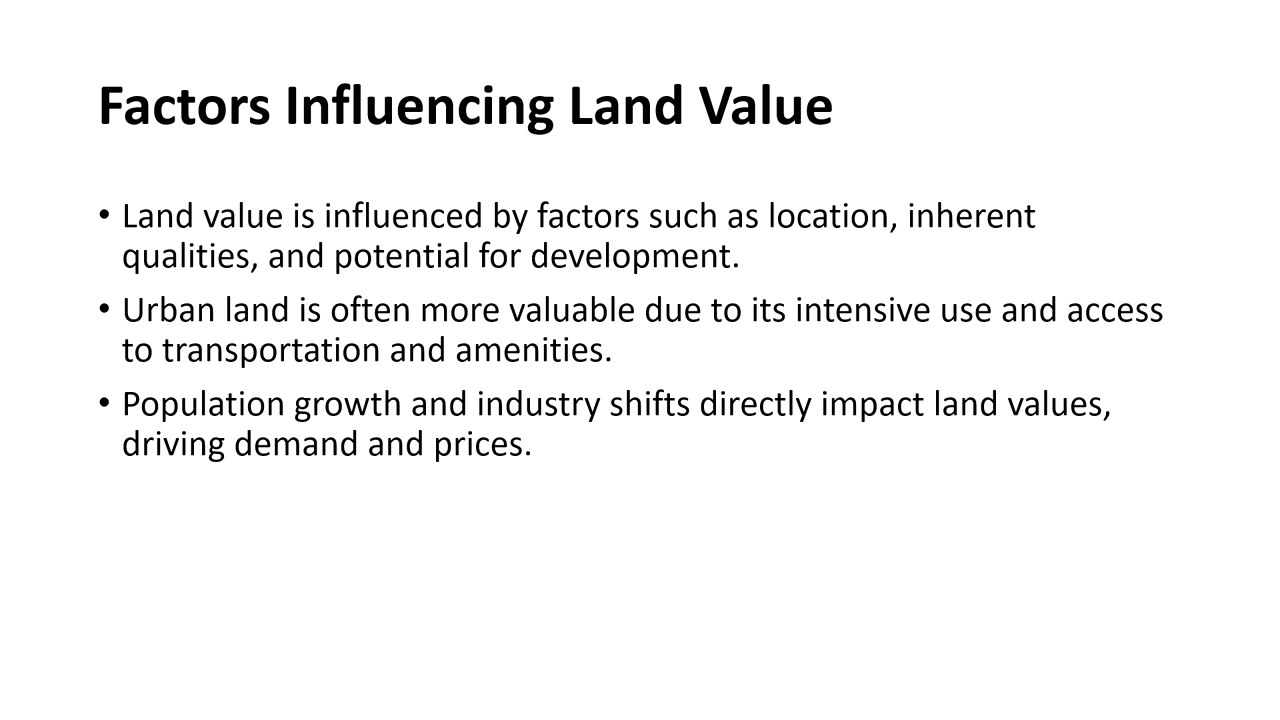 Factors Influencing Land Value
• Land value is influenced by factors such as location, inherent
qualities, and potential for development.
• Urban land is often more valuable due to its intensive use and access
to transportation and amenities.
• Population growth and industry shifts directly impact land values,
driving demand and prices.